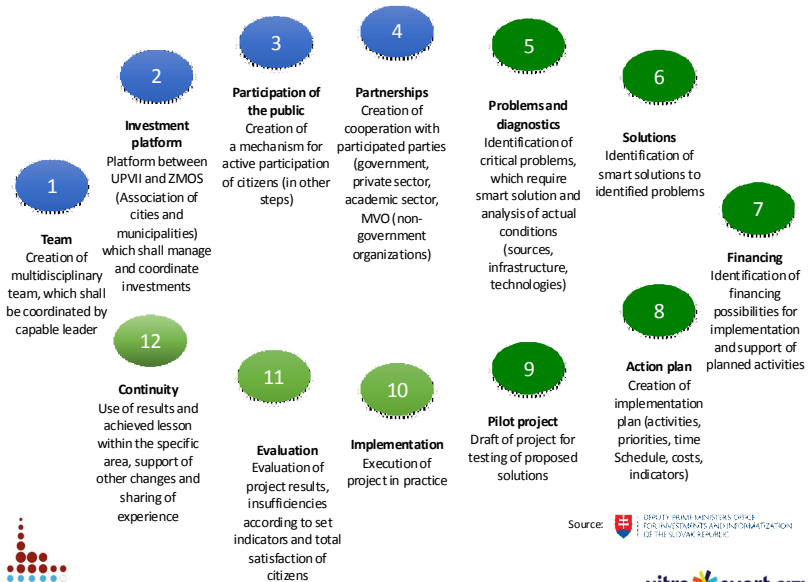 1
Team
Creation of
multidisciplinary
team, which shall
be coordinated by
capable leader
2
Investment
platform
Platform between
UPVII and ZMOS
(Association of
cities and
municipalities)
which shall manage
and coordinate
investments
3
Participation of
the public
Creation of
a mechanism for
active participation
of citizens (in other
steps)
4
Partnerships
Creation of
cooperation with
participated parties
(government,
private sector,
academic sector,
MVO (non-
government
organizations)
5
Problems and
diagnostics
Identification of
critical problems,
which require
smart solution and
analysis of actual
conditions
(sources,
infrastructure,
technologies)
6
Solutions
Identification of
smart solutions to
identified problems
7
Financing
Identification of
financing
possibilities for
implementation
and support of
planned activities
8
Action plan
Creation of
implementation
plan (activities,
priorities, time
Schedule, costs,
indicators)
9
Pilot project
Draft of project for
testing of proposed
solutions
10
Implementation
Execution of
project in practice
11
Evaluation
Evaluation of
project results,
insufficiencies
according to set
indicators and total
satisfaction of
citizens
12
Continuity
Use of results and
achieved lesson
within the specific
area, support of
other changes and
sharing of
experience
Source:
DEPUTY PRIME MINISTER'S OFFICE
FOR INVESTMENTS AND INFORMATIZATION
OF THE SLOVAK REPUBLIC